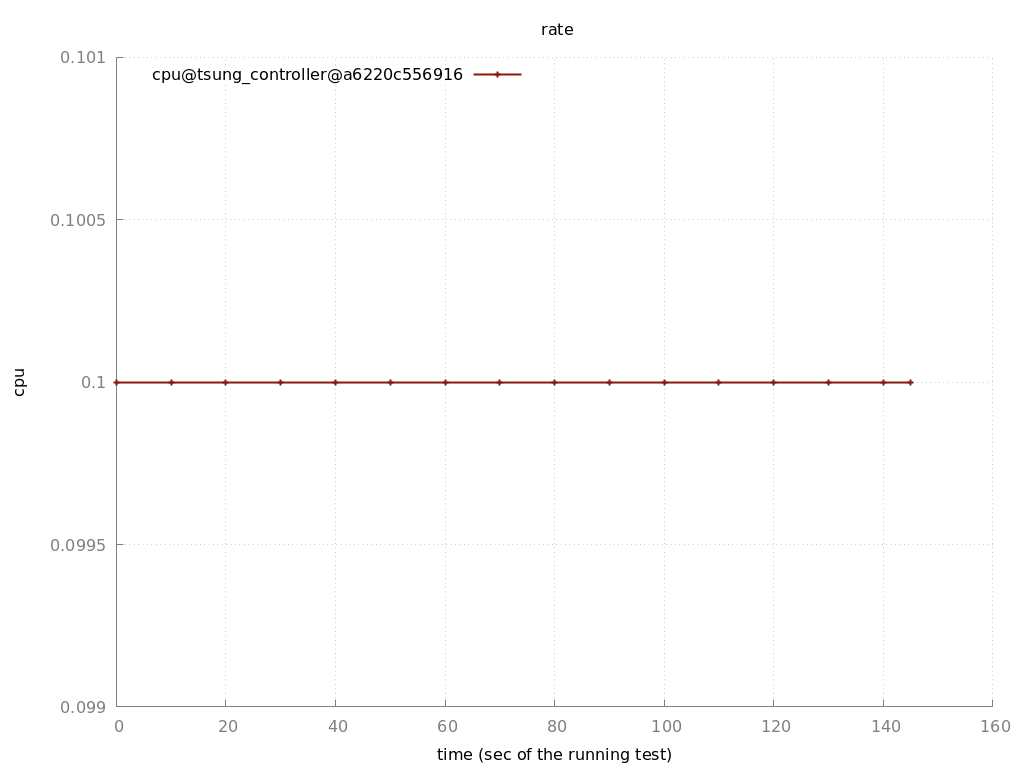 rate
cpu@tsung_controller@a6220c556916
0.101
0.1005
0.1
0.0995
0.099
cpu
0 20 40 60 80 100 120 140 160
time (sec of the running test)